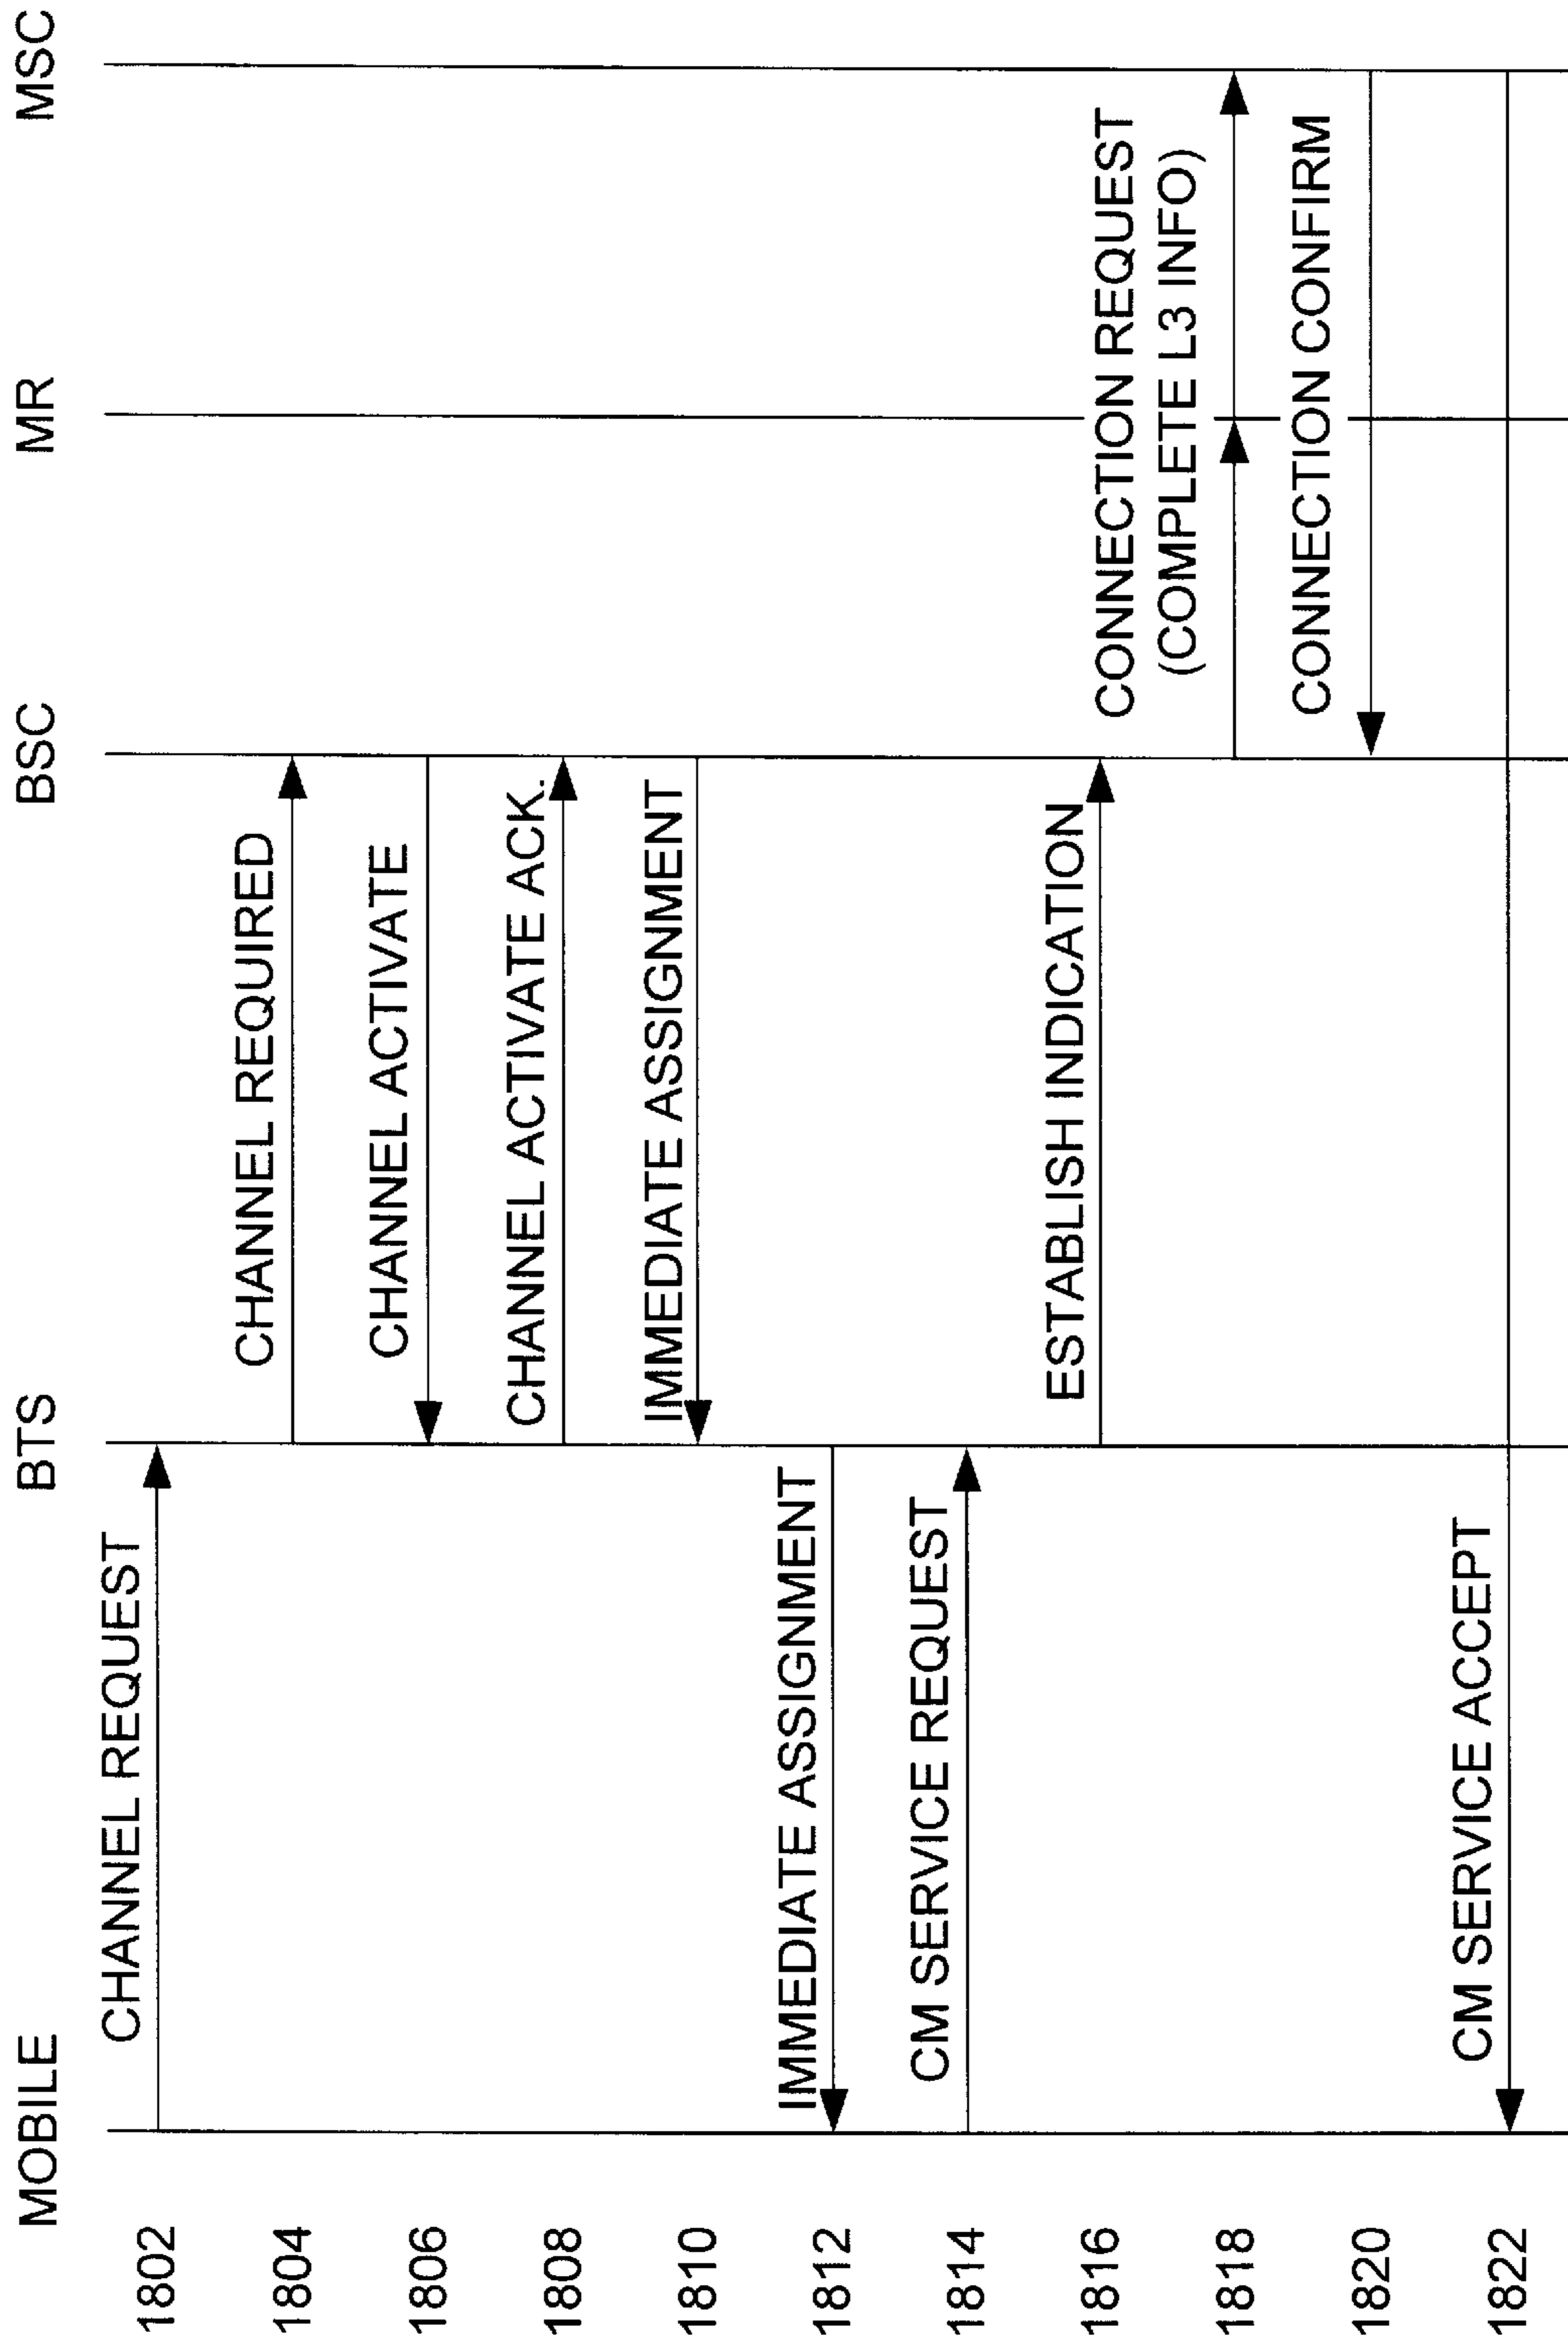 MOBILE
BTS
BSC
MR
MSC
1802
CHANNEL REQUEST
1804
CHANNEL REQUIRED
1806
CHANNEL ACTIVATE
1808
CHANNEL ACTIVATE ACK.
1810
IMMEDIATE ASSIGNMENT
1812
IMMEDIATE ASSIGNMENT
1814
CM SERVICE REQUEST
1816
ESTABLISH INDICATION
1818
CONNECTION REQUEST
(COMPLETE L3 INFO)
1820
CONNECTION CONFIRM
1822
CM SERVICE ACCEPT